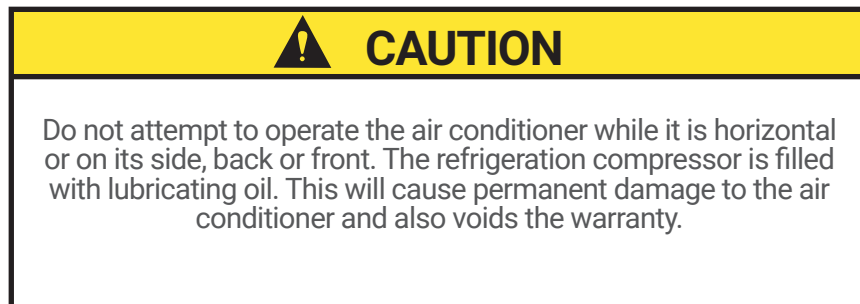 CAUTION
Do not attempt to operate the air conditioner while it is horizontal
or on its side, back or front. The refrigeration compressor is filled
with lubricating oil. This will cause permanent damage to the air
conditioner and also voids the warranty.